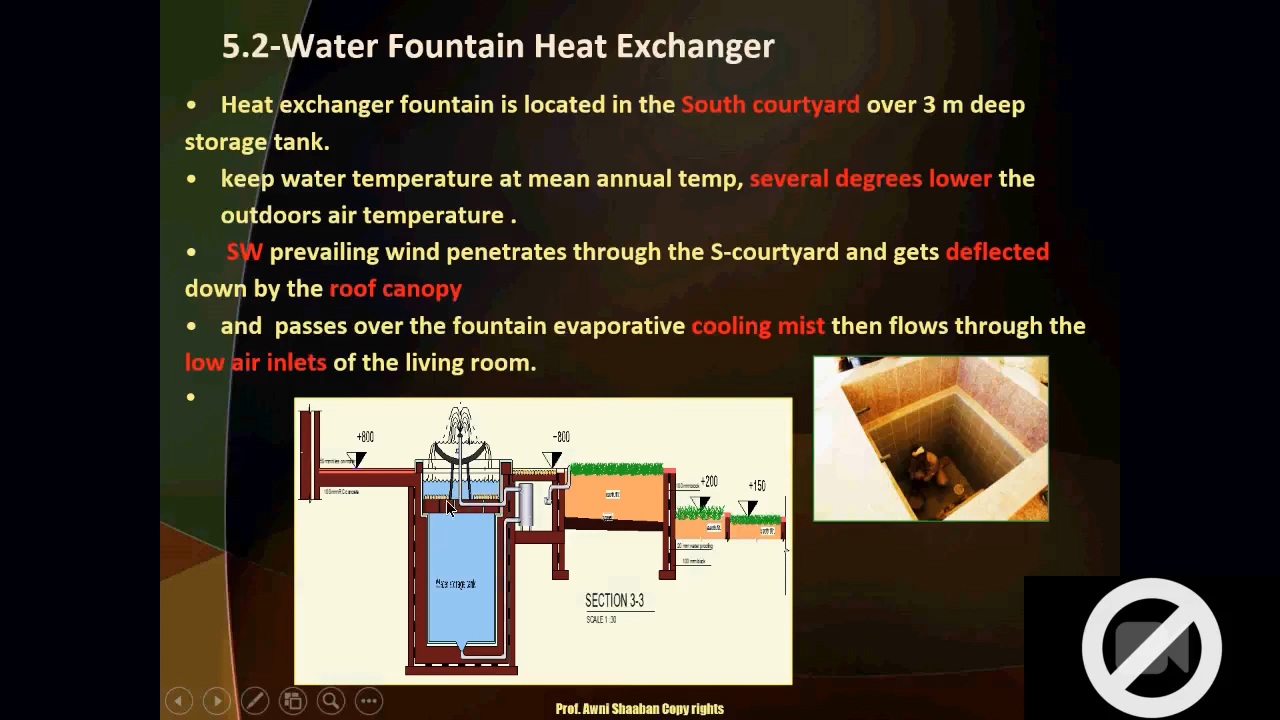 5.2-Water Fountain Heat Exchanger
• Heat exchanger fountain is located in the South courtyard over 3 m deep
storage tank.
• keep water temperature at mean annual temp, several degrees lower the
outdoors air temperature .
• SW prevailing wind penetrates through the S-courtyard and gets deflected
down by the roof canopy
• and passes over the fountain evaporative cooling mist then flows through the
low air inlets of the living room.
•
+800
-800
+200
+150
Water storage tank
SECTION 3-3
SCALE 1:30
Prof. Awni Shaaban Copy rights